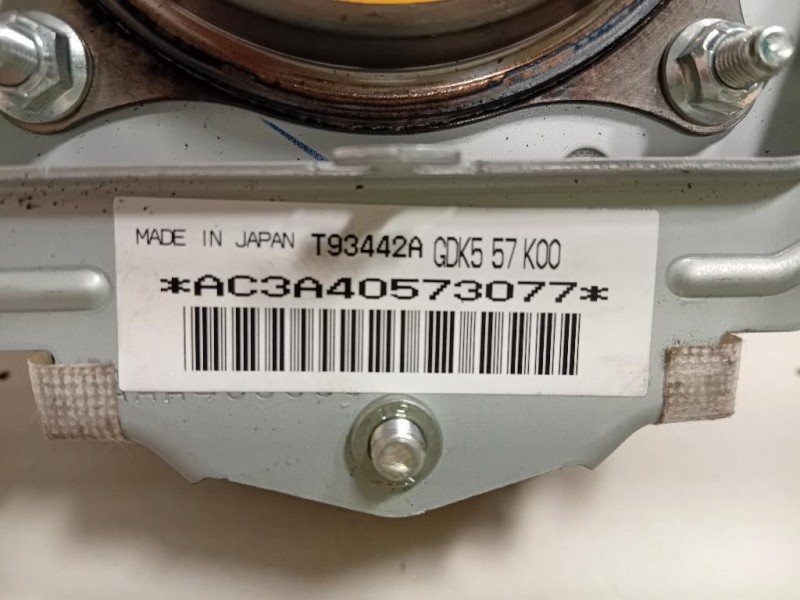 MADE IN JAPAN T93442A GDK5 57 K00
*AC3A40573077*